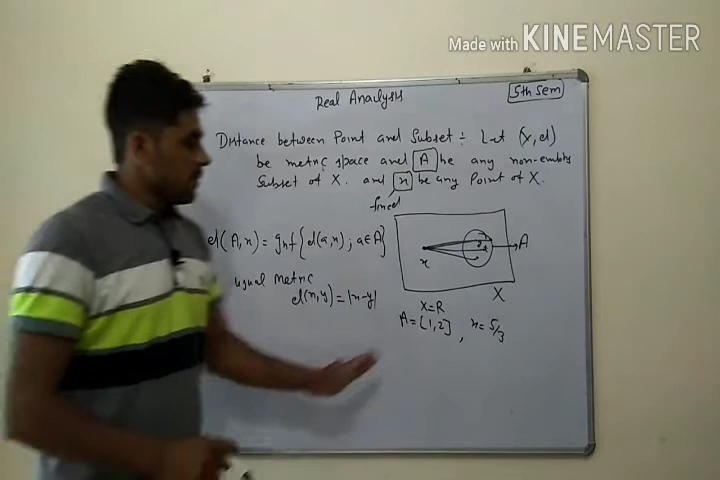 Made with KINEMASTER
Real Analysis
5th Sem
Distance between Point and Subset :- Let (X, d)
be metric space and A be any non-empty
Subset of X. and x be any Point of X.
fixed
d(A, x) = Inf { d(a, x) ; a ∈ A }
x
A
X
usual metric
d(x, y) = |x-y|
X = R
A = [1, 2] , x = 5/3